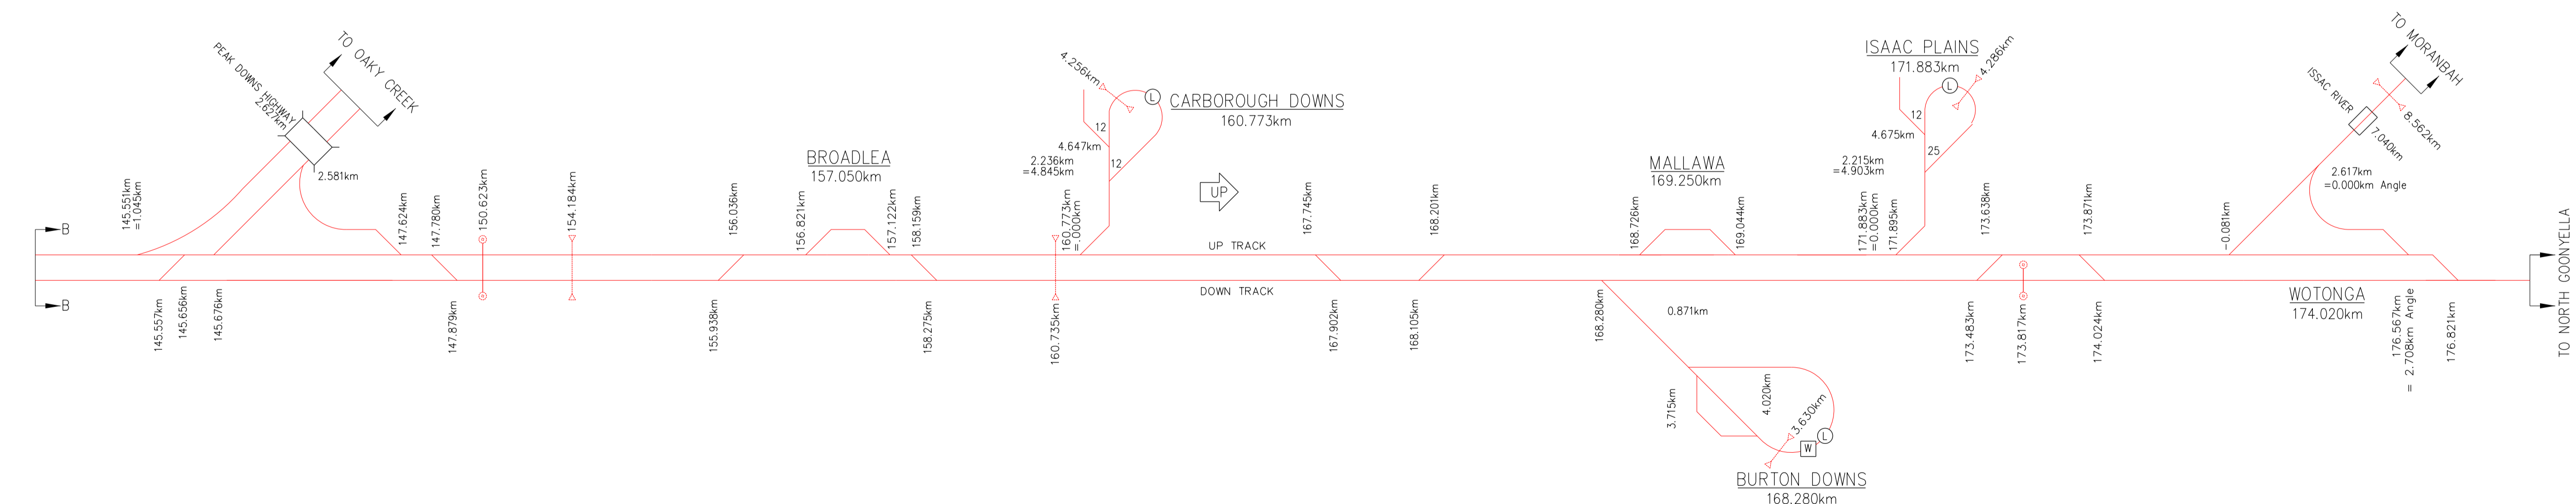 TO OAKY CREEK
PEAK DOWNS HIGHWAY
2.627km
2.581km
145.551km
=1.045km
147.624km
147.780km
150.623km
154.184km
156.036km
BROADLEA
157.050km
156.821km
157.122km
158.159km
4.256km
L
CARBOROUGH DOWNS
160.773km
12
4.647km
12
2.236km
=4.845km
160.773km
=.000km
UP
167.745km
168.201km
MALLAWA
169.250km
168.726km
169.044km
ISAAC PLAINS
171.883km
4.286km
L
12
4.675km
25
2.215km
=4.903km
171.883km
=0.000km
171.895km
173.638km
173.871km
TO MORANBAH
ISSAC RIVER
8.562km
7.040km
2.617km
=0.000km Angle
-0.081km
B
UP TRACK
DOWN TRACK
B
TO NORTH GOONYELLA
145.557km
145.656km
145.676km
147.879km
155.938km
158.275km
160.735km
167.902km
168.105km
168.280km
0.871km
3.715km
4.020km
3.630km
L
W
BURTON DOWNS
168.280km
173.483km
173.817km
174.024km
WOTONGA
174.020km
176.567km
= 2.708km Angle
176.821km